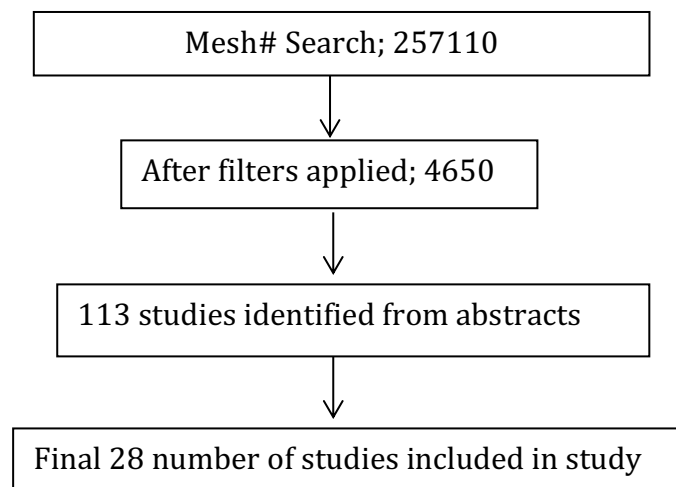 Mesh# Search; 257110
After filters applied; 4650
113 studies identified from abstracts
Final 28 number of studies included in study